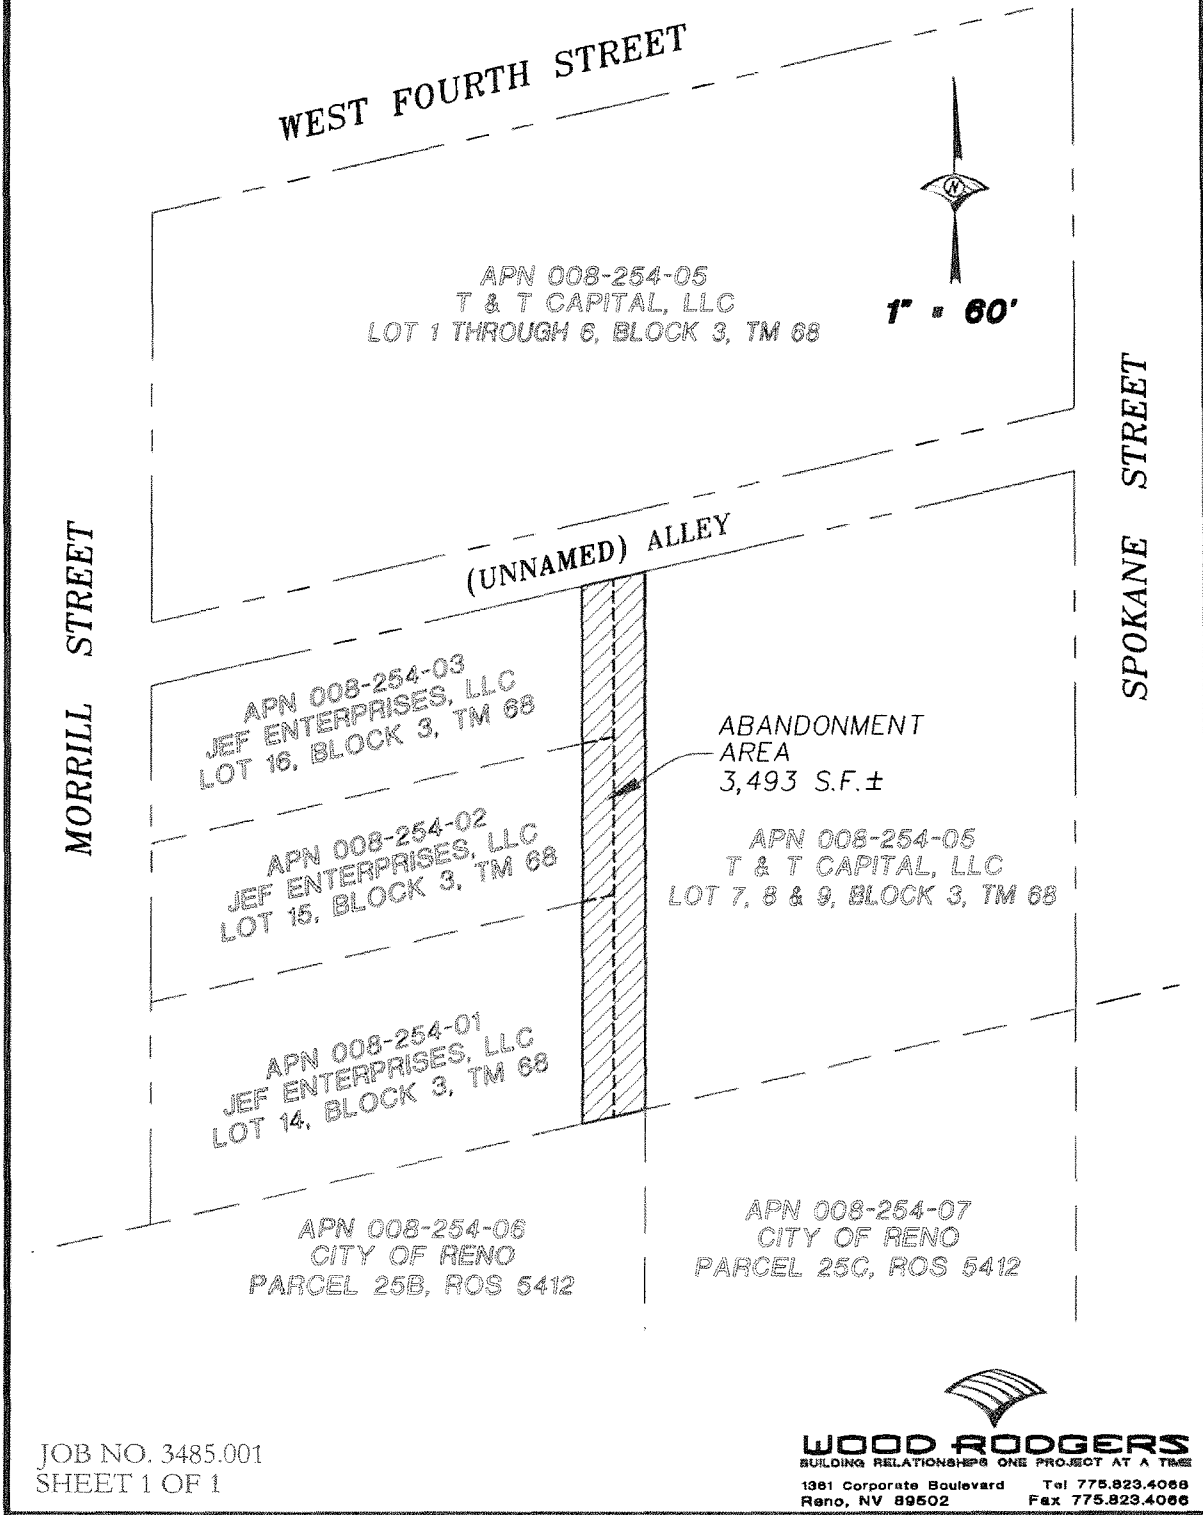 WEST FOURTH STREET
N
1" = 60'
APN 008-254-05
T & T CAPITAL, LLC
LOT 1 THROUGH 6, BLOCK 3, TM 68
MORRILL STREET
SPOKANE STREET
(UNNAMED) ALLEY
APN 008-254-03
JEF ENTERPRISES, LLC
LOT 16, BLOCK 3, TM 68
ABANDONMENT
AREA
3,493 S.F.±
APN 008-254-02
JEF ENTERPRISES, LLC
LOT 15, BLOCK 3, TM 68
APN 008-254-05
T & T CAPITAL, LLC
LOT 7, 8 & 9, BLOCK 3, TM 68
APN 008-254-01
JEF ENTERPRISES, LLC
LOT 14, BLOCK 3, TM 68
APN 008-254-06
CITY OF RENO
PARCEL 25B, ROS 5412
APN 008-254-07
CITY OF RENO
PARCEL 25C, ROS 5412
JOB NO. 3485.001
SHEET 1 OF 1
WOOD RODGERS
BUILDING RELATIONSHIPS ONE PROJECT AT A TIME
1361 Corporate Boulevard Tel 775.823.4068
Reno, NV 89502 Fax 775.823.4066